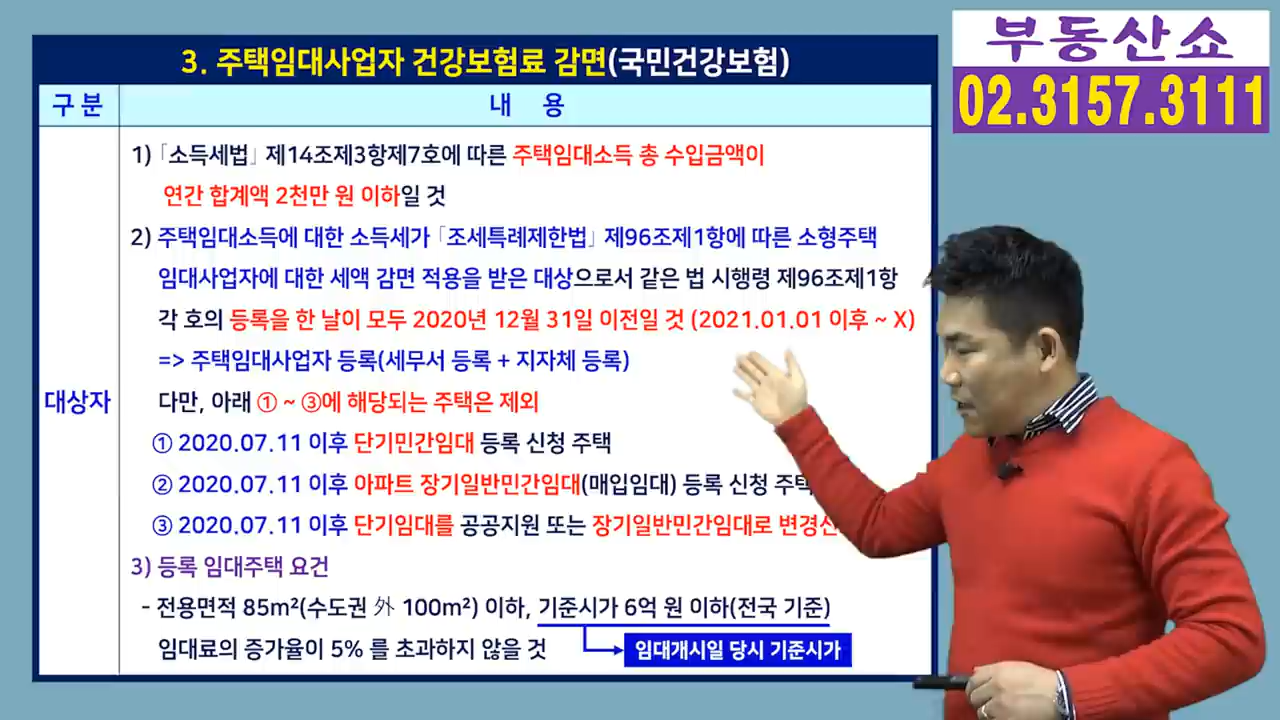 부동산쇼
02.3157.3111
3. 주택임대사업자 건강보험료 감면(국민건강보험)
구 분
내 용
대상자
1) 「소득세법」 제14조제3항제7호에 따른 주택임대소득 총 수입금액이
연간 합계액 2천만 원 이하일 것
2) 주택임대소득에 대한 소득세가 「조세특례제한법」 제96조제1항에 따른 소형주택
임대사업자에 대한 세액 감면 적용을 받은 대상으로서 같은 법 시행령 제96조제1항
각 호의 등록을 한 날이 모두 2020년 12월 31일 이전일 것 (2021.01.01 이후 ~ X)
=> 주택임대사업자 등록(세무서 등록 + 지자체 등록)
다만, 아래 ① ~ ③에 해당되는 주택은 제외
① 2020.07.11 이후 단기민간임대 등록 신청 주택
② 2020.07.11 이후 아파트 장기일반민간임대(매입임대) 등록 신청 주택
③ 2020.07.11 이후 단기임대를 공공지원 또는 장기일반민간임대로
3) 등록 임대주택 요건
- 전용면적 85m²(수도권 外 100m²) 이하, 기준시가 6억 원 이하(전국 기준)
임대료의 증가율이 5% 를 초과하지 않을 것
임대개시일 당시 기준시가